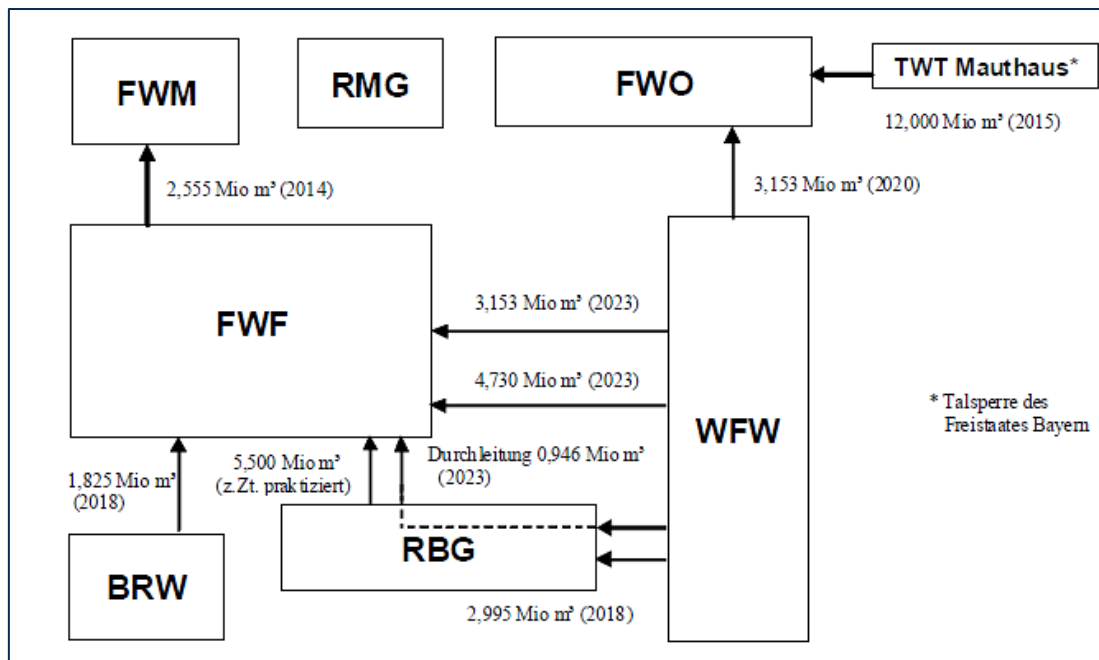 FWM
RMG
FWO
TWT Mauthaus*
12,000 Mio m³ (2015)
2,555 Mio m³ (2014)
3,153 Mio m³ (2020)
FWF
3,153 Mio m³ (2023)
4,730 Mio m³ (2023)
WFW
* Talsperre des
Freistaates Bayern
1,825 Mio m³
(2018)
5,500 Mio m³
(z.Zt. praktiziert)
Durchleitung 0,946 Mio m³
(2023)
BRW
RBG
2,995 Mio m³ (2018)